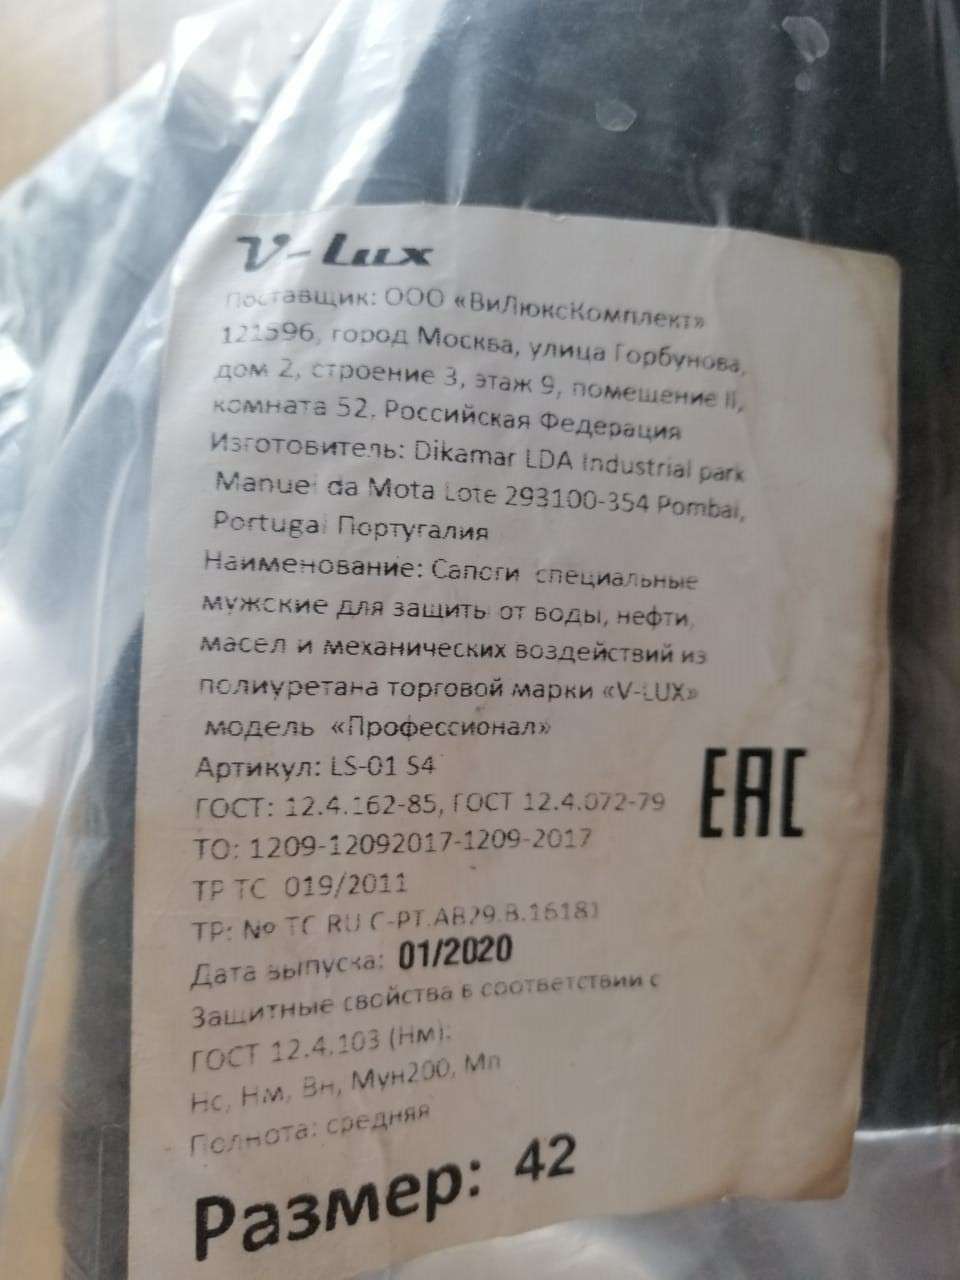 V-Lux
Поставщик: ООО «ВиЛюксКомплект»
121596, город Москва, улица Горбунова,
дом 2, строение 3, этаж 9, помещение II,
комната 52, Российская Федерация
Изготовитель: Dikamar LDA Industrial park
Manuel da Mota Lote 293100-354 Pombal,
Portugal Португалия
Наименование: Сапоги специальные
мужские для защиты от воды, нефти,
масел и механических воздействий из
полиуретана торговой марки «V-LUX»
модель «Профессионал»
Артикул: LS-01 S4
ГОСТ: 12.4.162-85, ГОСТ 12.4.072-79
ТО: 1209-12092017-1209-2017
EAC
ТР ТС 019/2011
ТР: № ТС RU C-PT.АВ29.В.16181
Дата выпуска: 01/2020
Защитные свойства в соответствии с
ГОСТ 12.4.103 (Нм):
Нс, Нм, Вн, Мун200, Мп
Полнота: средняя
Размер: 42